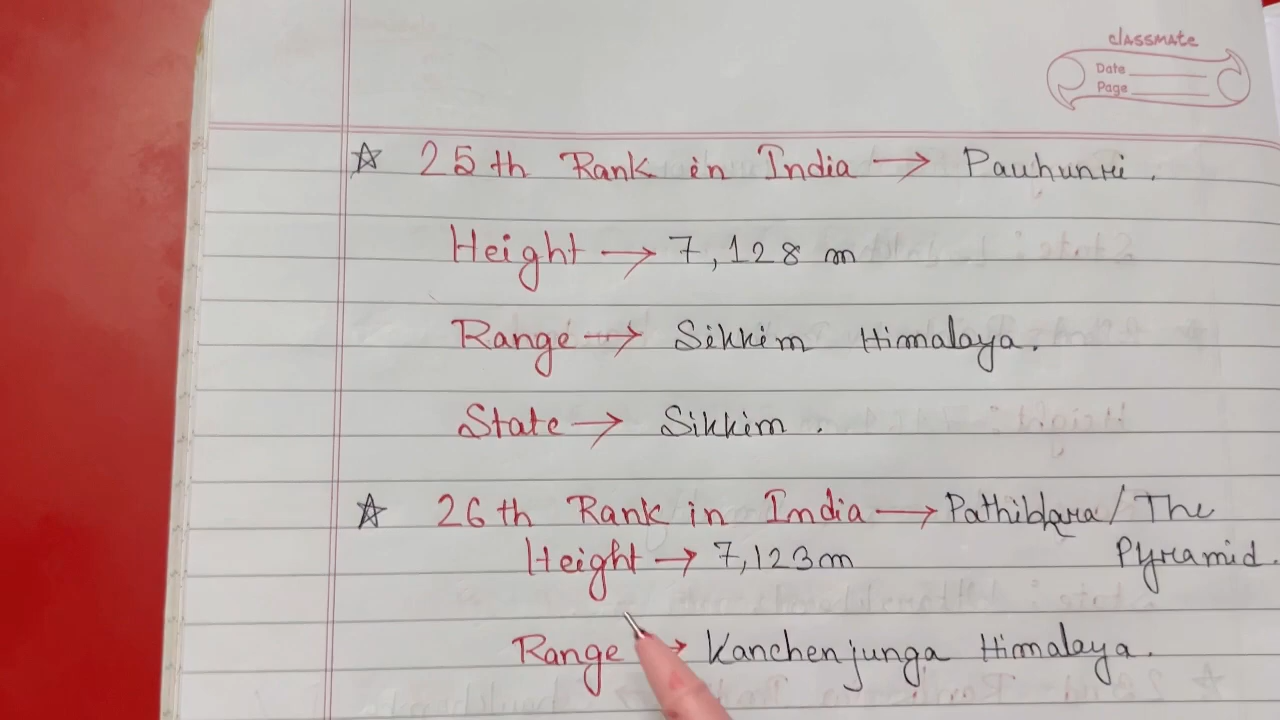 classmate
Date
Page
☆ 25th Rank in India → Pauhunri.
Height → 7,128 m
Range → Sikkim Himalaya.
State → Sikkim.
☆ 26th Rank in India → Pathibhara/The
Pyramid.
Height → 7,123m
Range → Kanchenjunga Himalaya.